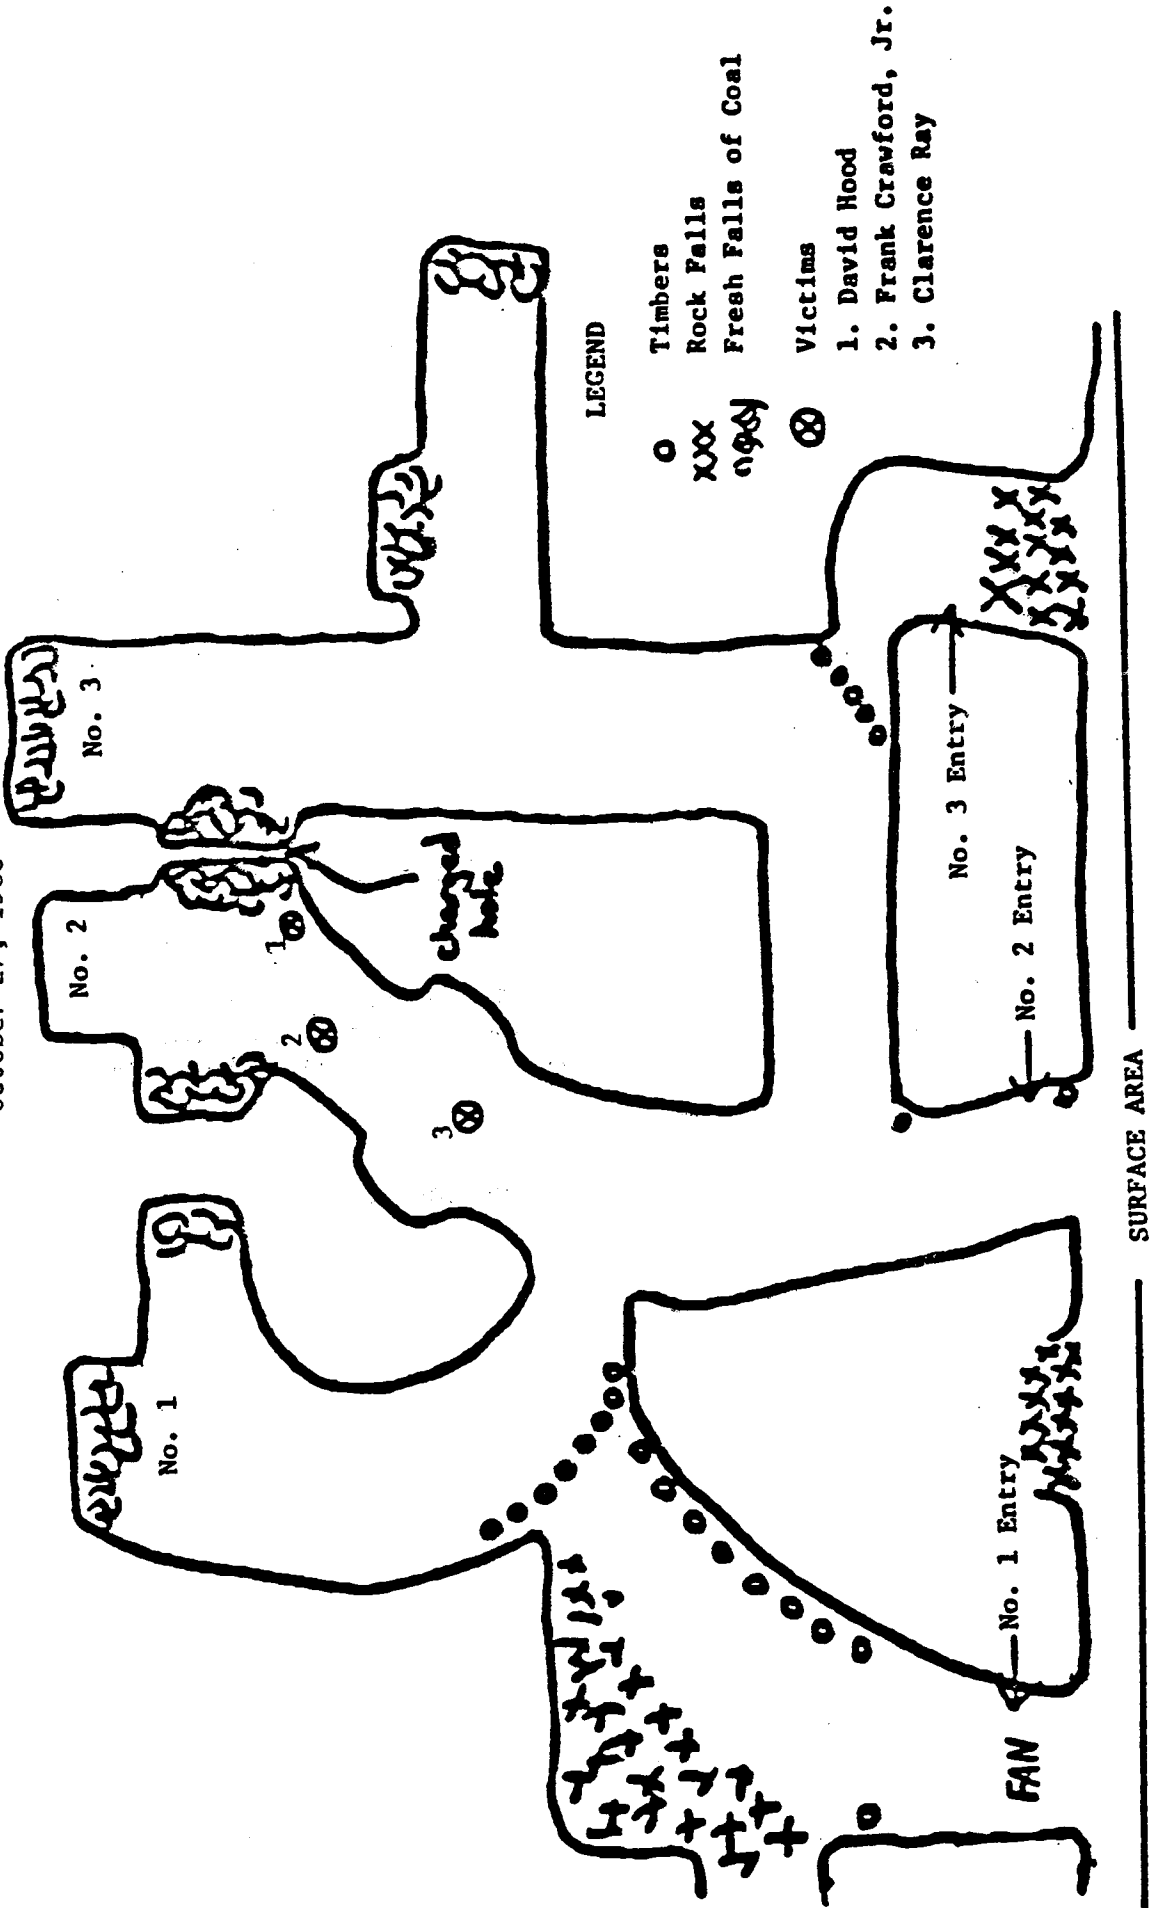 No. 1
No. 2
No. 3
1
2
3
charged
hole
LEGEND
Timbers
XXX Rock Falls
Fresh Falls of Coal
Victims
1. David Hood
2. Frank Crawford, Jr.
3. Clarence Ray
FAN
No. 1 Entry
No. 2 Entry
No. 3 Entry
SURFACE AREA